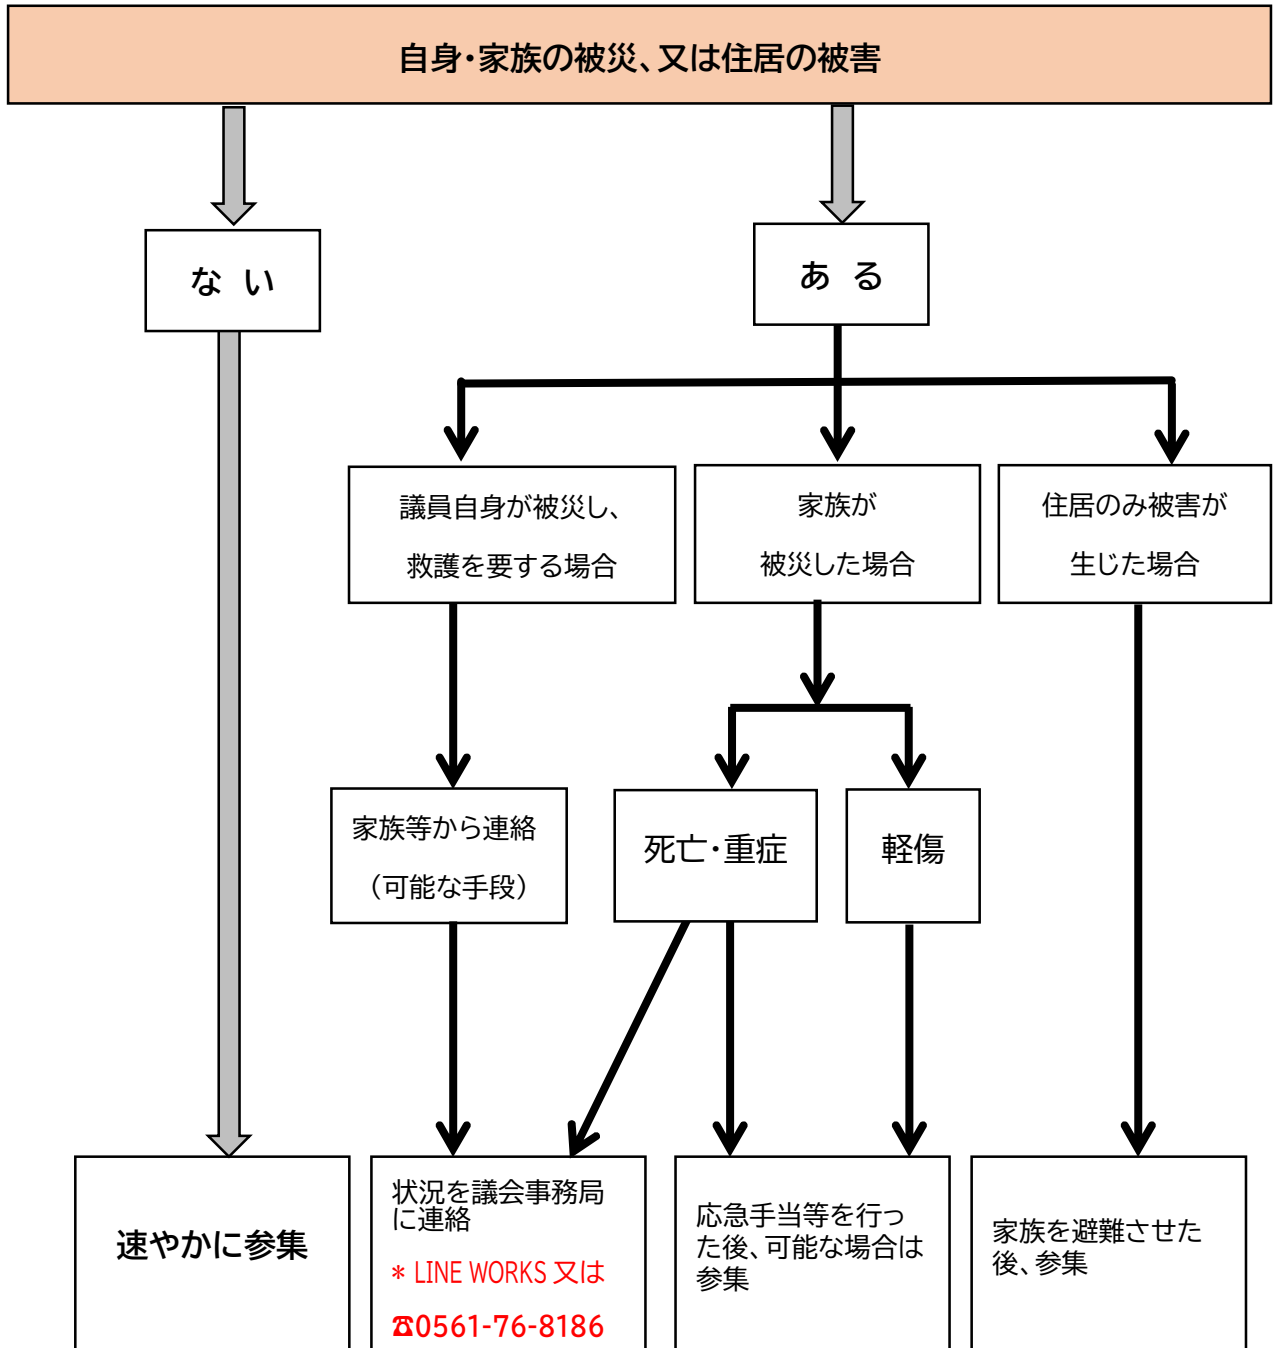 自身・家族の被災、又は住居の被害
な い
あ る
議員自身が被災し、
救護を要する場合
家族が
被災した場合
住居のみ被害が
生じた場合
家族等から連絡
（可能な手段）
死亡・重症
軽傷
速やかに参集
状況を議会事務局
に連絡
* LINE WORKS 又は
☎0561-76-8186
応急手当等を行っ
た後、可能な場合は
参集
家族を避難させた
後、参集